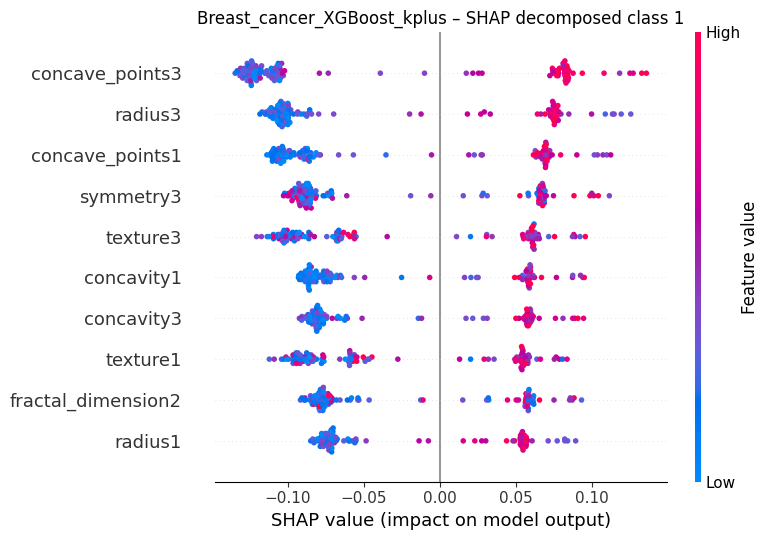 Breast_cancer_XGBoost_kplus – SHAP decomposed class 1
High
concave_points3
radius3
concave_points1
symmetry3
texture3
concavity1
concavity3
texture1
fractal_dimension2
radius1
Feature value
Low
−0.10 −0.05 0.00 0.05 0.10
SHAP value (impact on model output)